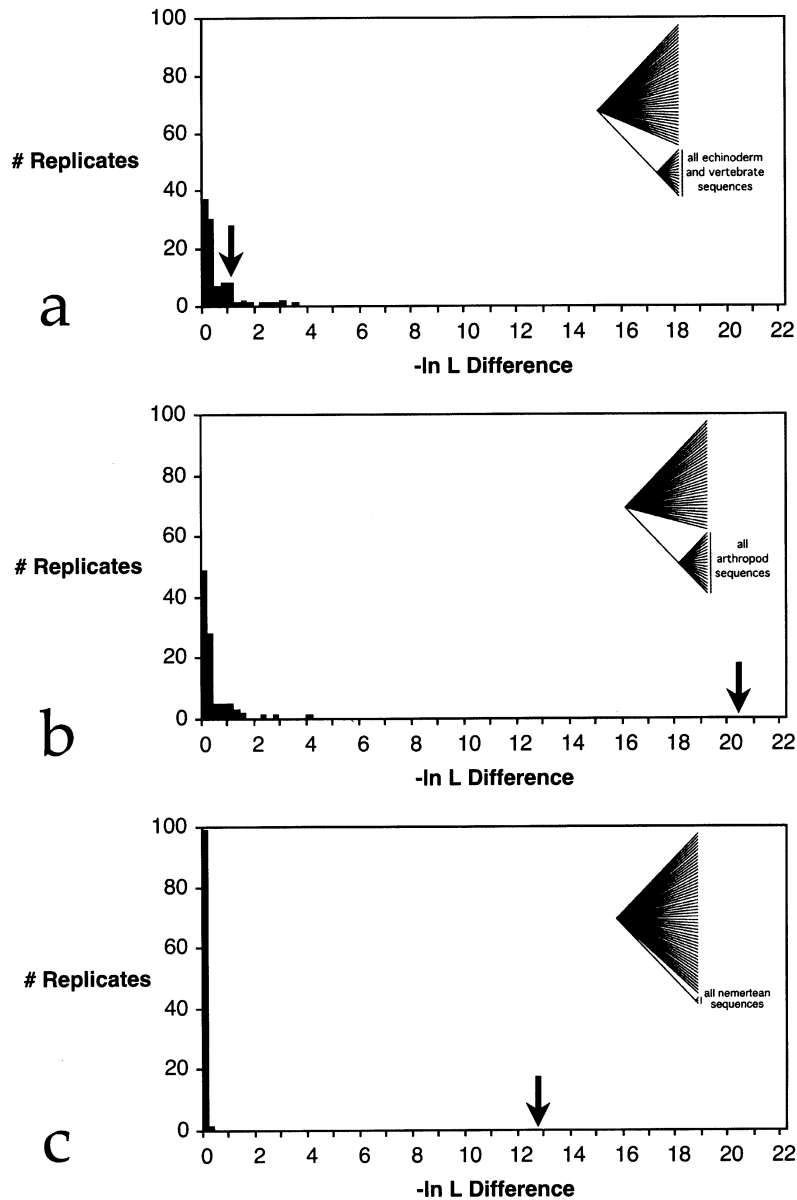 100
80
60
40
20
0
# Replicates
all echinoderm
and vertebrate
sequences
a
0 2 4 6 8 10 12 14 16 18 20 22
-ln L Difference
100
80
60
40
20
0
# Replicates
all
arthropod
sequences
b
0 2 4 6 8 10 12 14 16 18 20 22
-ln L Difference
100
80
60
40
20
0
# Replicates
all nemertean
sequences
c
0 2 4 6 8 10 12 14 16 18 20 22
-ln L Difference